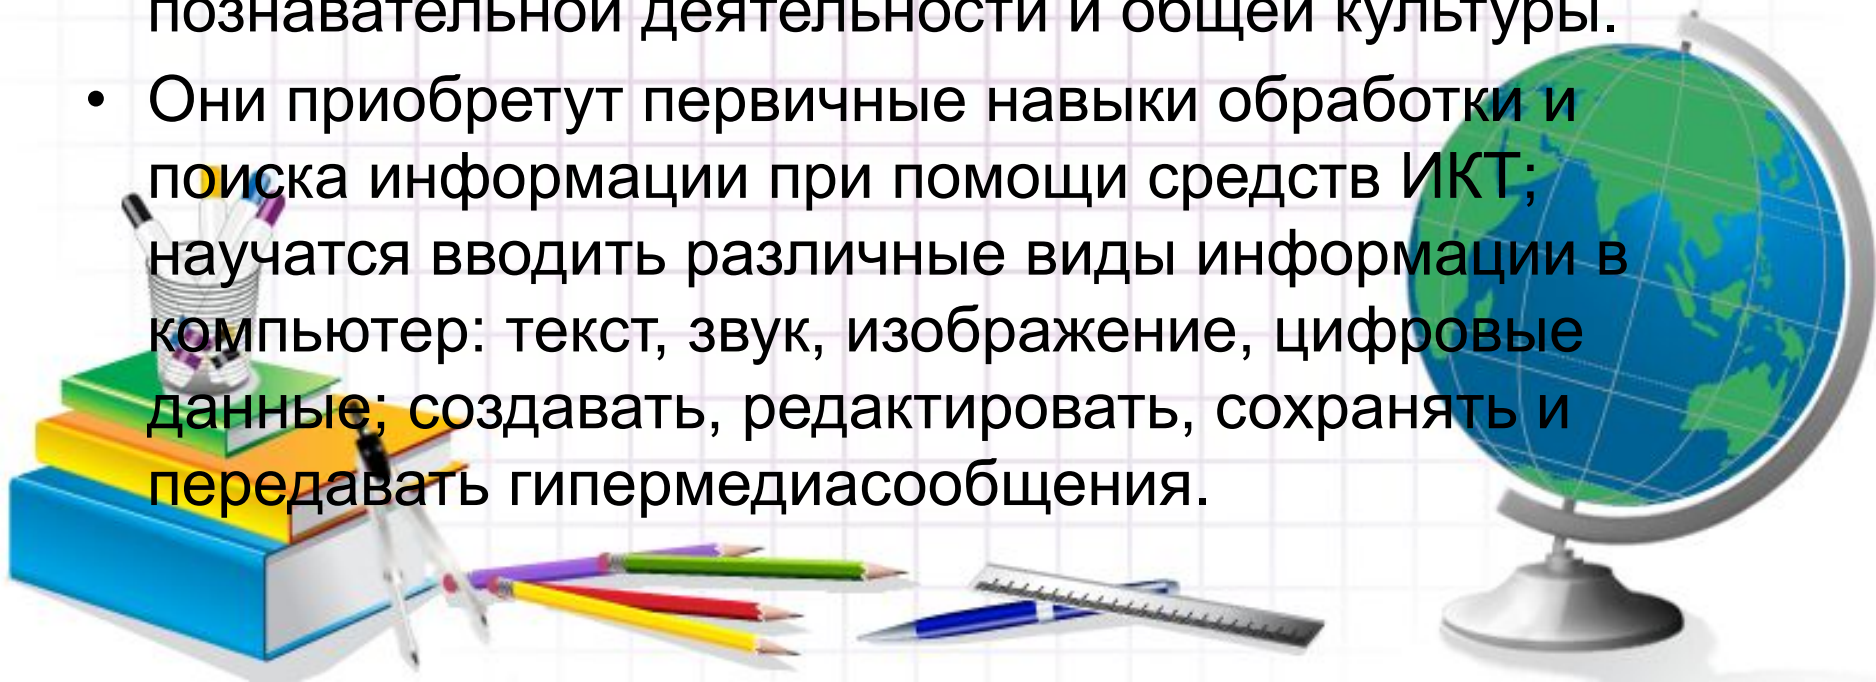 познавательной деятельности и общей культуры.
• Они приобретут первичные навыки обработки и
поиска информации при помощи средств ИКТ;
научатся вводить различные виды информации в
компьютер: текст, звук, изображение, цифровые
данные; создавать, редактировать, сохранять и
передавать гипермедиасообщения.